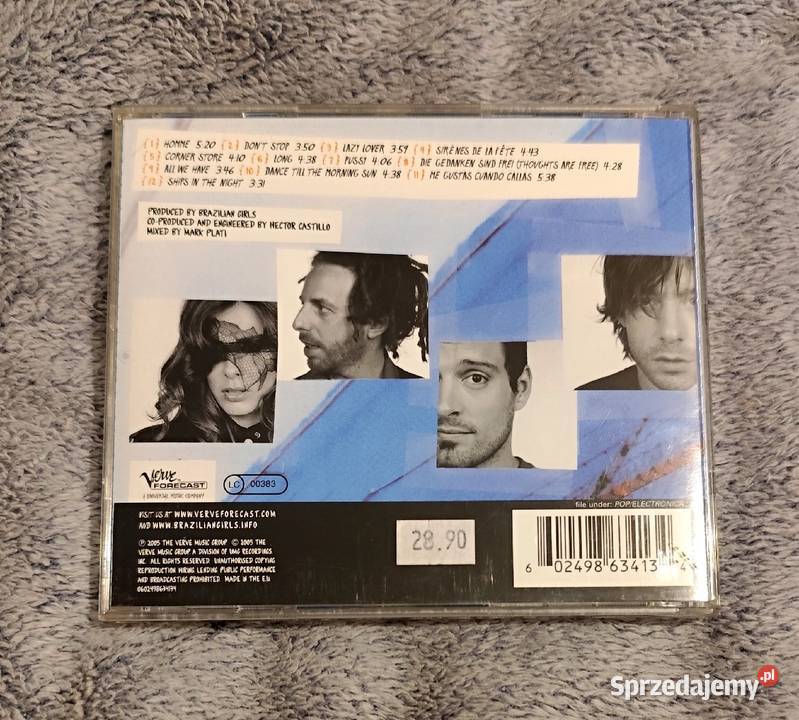 {1} HOMME 5:20 {2} DON'T STOP 3:50 {3} LAZY LOVER 3:59 {4} SIRÈNES DE LA FÊTE 4:43
{5} CORNER STORE 4:10 {6} LONG 4:38 {7} PUSSY 4:06 {8} DIE GEDANKEN SIND FREI (THOUGHTS ARE FREE) 4:28
{9} ALL WE HAVE 3:46 {10} DANCE TILL THE MORNING SUN 4:38 {11} ME GUSTAS CUANDO CALLAS 5:38
{12} SHIPS IN THE NIGHT 3:31
PRODUCED BY BRAZILIAN GIRLS
CO-PRODUCED AND ENGINEERED BY HECTOR CASTILLO
MIXED BY MARK PLATI
Verve
FORECAST
A UNIVERSAL MUSIC COMPANY
LC 00383
file under: POP/ELECTRONICA
VISIT US AT WWW.VERVEFORECAST.COM
AND WWW.BRAZILIANGIRLS.INFO
℗ 2005 THE VERVE MUSIC GROUP © 2005 THE
VERVE MUSIC GROUP A DIVISION OF UMG RECORDINGS
INC. ALL RIGHTS RESERVED. UNAUTHORISED COPYING
REPRODUCTION HIRING LENDING PUBLIC PERFORMANCE
AND BROADCASTING PROHIBITED. MADE IN THE E.U.
0602498634134
28.90
6 02498 63413 4
Sprzedajemy.pl